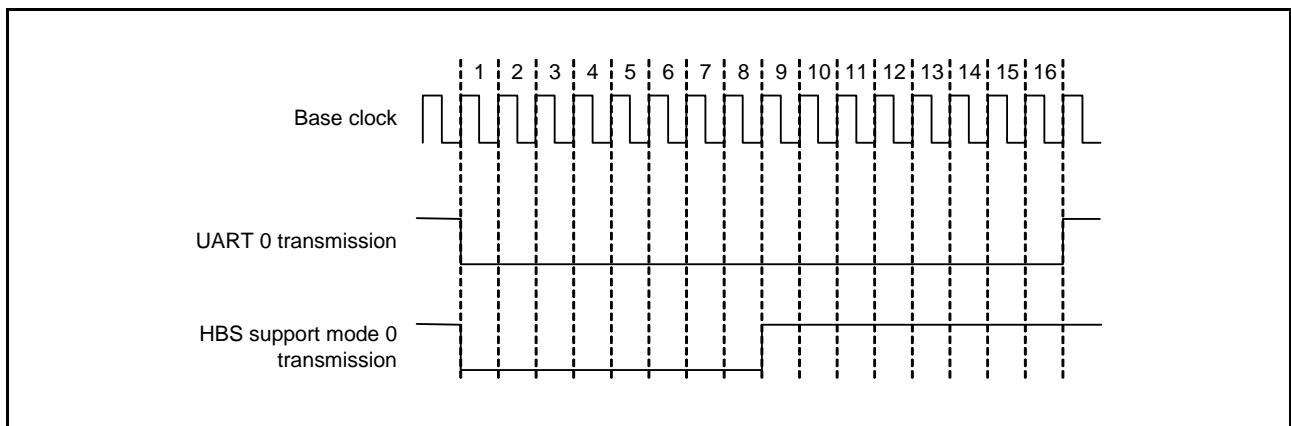 1 2 3 4 5 6 7 8 9 10 11 12 13 14 15 16
Base clock
UART 0 transmission
HBS support mode 0
transmission